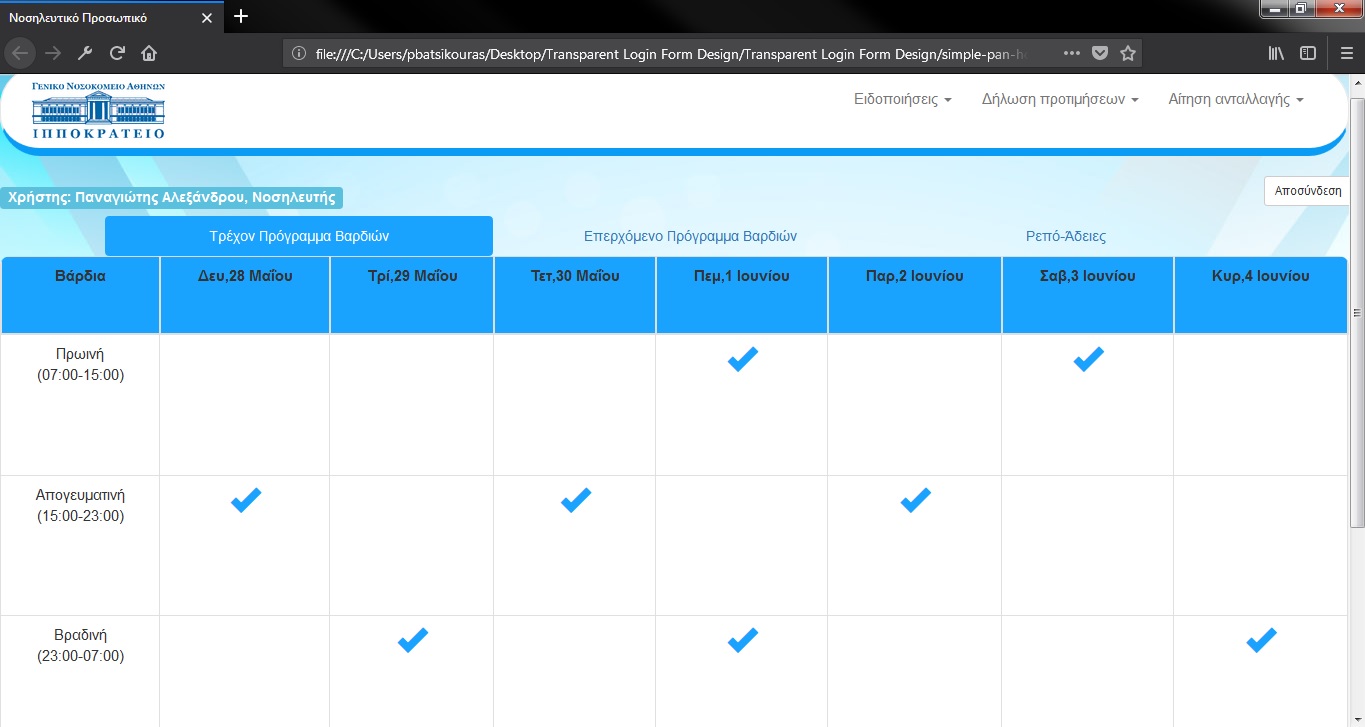 Νοσηλευτικό Προσωπικό
file:///C:/Users/pbatsikouras/Desktop/Transparent Login Form Design/Transparent Login Form Design/simple-pan-h
ΓΕΝΙΚΟ ΝΟΣΟΚΟΜΕΙΟ ΑΘΗΝΩΝ
ΙΠΠΟΚΡΑΤΕΙΟ
Ειδοποιήσεις Δήλωση προτιμήσεων Αίτηση ανταλλαγής
Χρήστης: Παναγιώτης Αλεξάνδρου, Νοσηλευτής
Αποσύνδεση
Τρέχον Πρόγραμμα Βαρδιών Επερχόμενο Πρόγραμμα Βαρδιών Ρεπό-Άδειες
Βάρδια Δευ,28 Μαΐου Τρί,29 Μαΐου Τετ,30 Μαΐου Πεμ,1 Ιουνίου Παρ,2 Ιουνίου Σαβ,3 Ιουνίου Κυρ,4 Ιουνίου
Πρωινή
(07:00-15:00)
Απογευματινή
(15:00-23:00)
Βραδινή
(23:00-07:00)